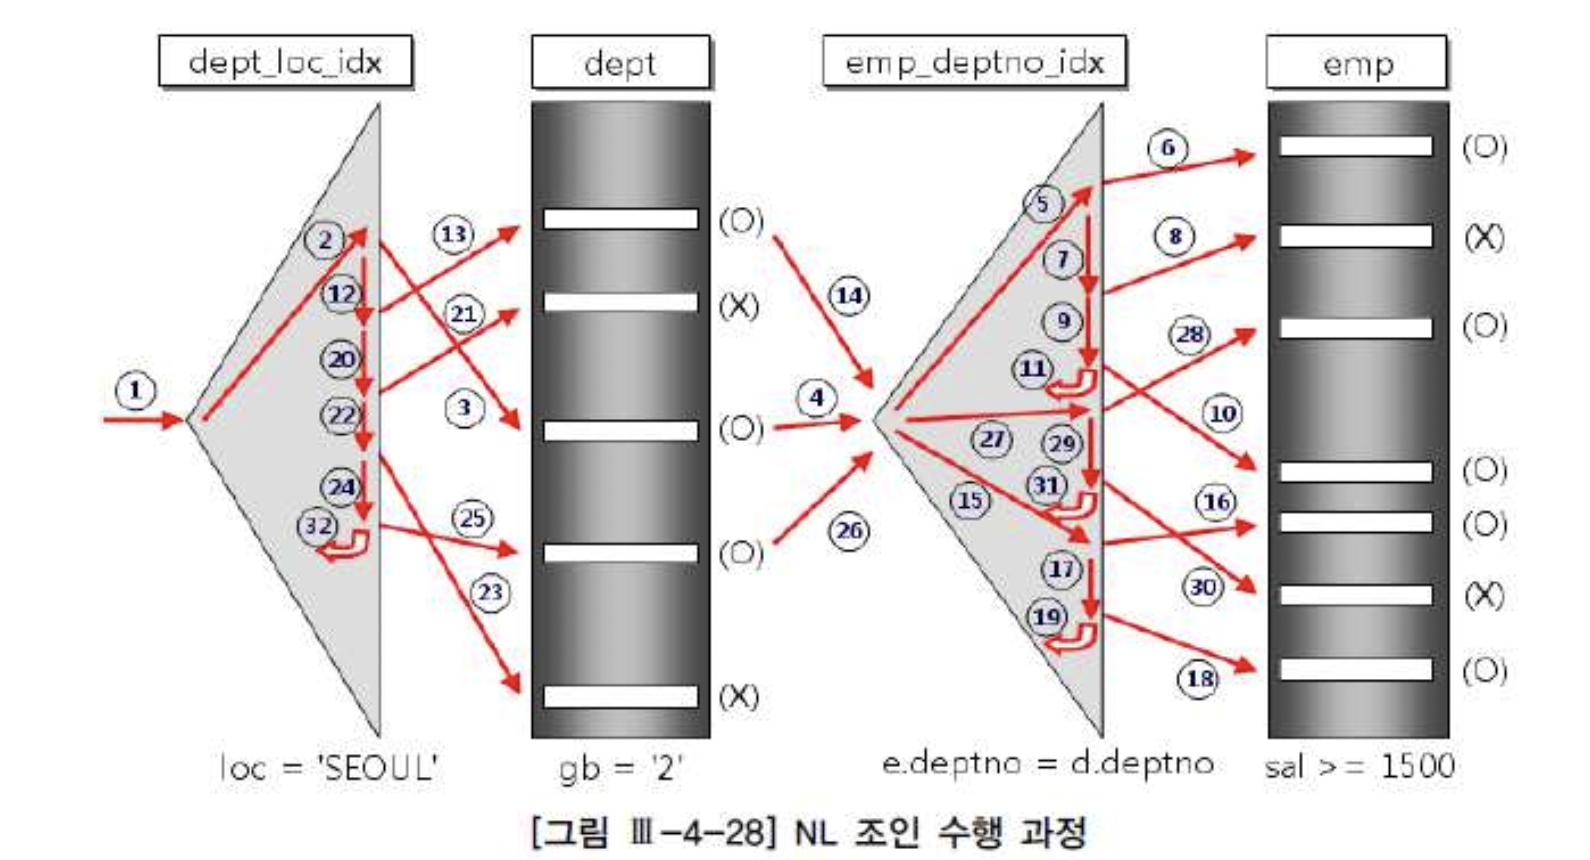 dept_loc_idx dept emp_deptno_idx emp
6 (O)
5
13 (O) 8 (X)
2 7
12 14 9 28 (O)
21 (X)
20 11
1 4 10
3 22 (O) 27 29
24 31 (O)
25 15 16
32 26 (O) (O)
17 30 (X)
23 19
18 (O)
(X)
loc = 'SEOUL' gb = '2' e.deptno = d.deptno sal >= 1500
[그림 Ⅲ-4-28] NL 조인 수행 과정